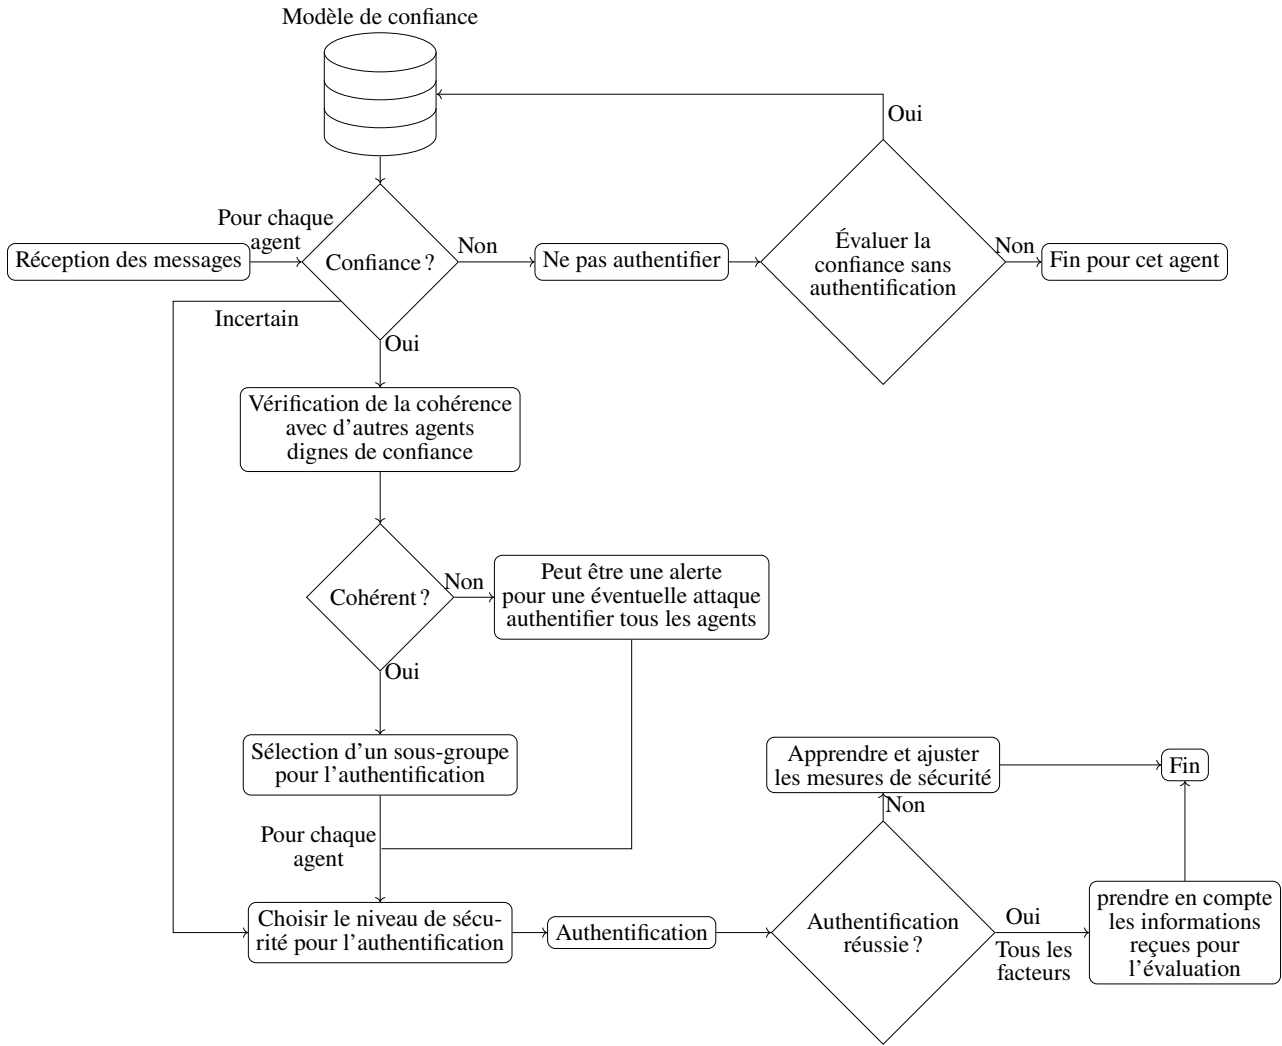 Modèle de confiance
Oui
Pour chaque
agent
Réception des messages
Confiance ?
Non
Ne pas authentifier
Évaluer la
confiance sans
authentification
Non
Fin pour cet agent
Incertain
Oui
Vérification de la cohérence
avec d'autres agents
dignes de confiance
Cohérent ?
Non
Peut être une alerte
pour une éventuelle attaque
authentifier tous les agents
Oui
Sélection d'un sous-groupe
pour l'authentification
Apprendre et ajuster
les mesures de sécurité
Fin
Non
Pour chaque
agent
Choisir le niveau de sécu-
rité pour l'authentification
Authentification
Authentification
réussie ?
Oui
Tous les
facteurs
prendre en compte
les informations
reçues pour
l'évaluation